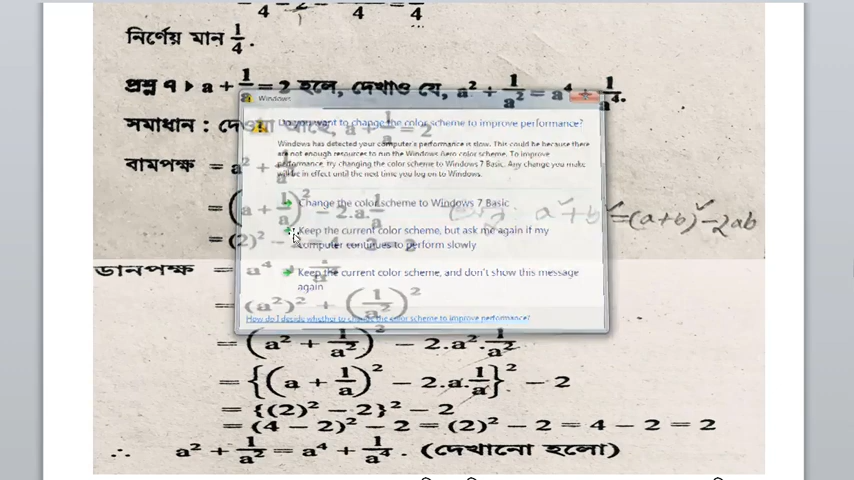 নির্ণেয় মান 1/4.
প্রশ্ন ৭ ▸ a + 1/a = 2 হলে, দেখাও যে, a² + 1/a² = a⁴ + 1/a⁴.
সমাধান : দেওয়া আছে, a + 1/a = 2
বামপক্ষ = a² + 1/a²
= (a + 1/a)² − 2.a.1/a
a² + b² = (a+b)² − 2ab
= (2)² − 2 = 4 − 2 = 2
ডানপক্ষ = a⁴ +
= (a²)² + (1/a²)²
= (a² + 1/a²)² − 2.a².1/a²
= {(a + 1/a)² − 2.a.1/a}² − 2
= {(2)² − 2}² − 2
= (4 − 2)² − 2 = (2)² − 2 = 4 − 2 = 2
∴ a² + 1/a² = a⁴ + 1/a⁴. (দেখানো হলো)
Windows
Do you want to change the color scheme to improve performance?
Windows has detected your computer's performance is slow. This could be because there
are not enough resources to run the Windows Aero color scheme. To improve
performance, try changing the color scheme to Windows 7 Basic. Any change you make
will be in effect until the next time you log on to Windows.
Change the color scheme to Windows 7 Basic
Keep the current color scheme, but ask me again if my
computer continues to perform slowly
Keep the current color scheme, and don't show this message
again
How do I decide whether to change the color scheme to improve performance?